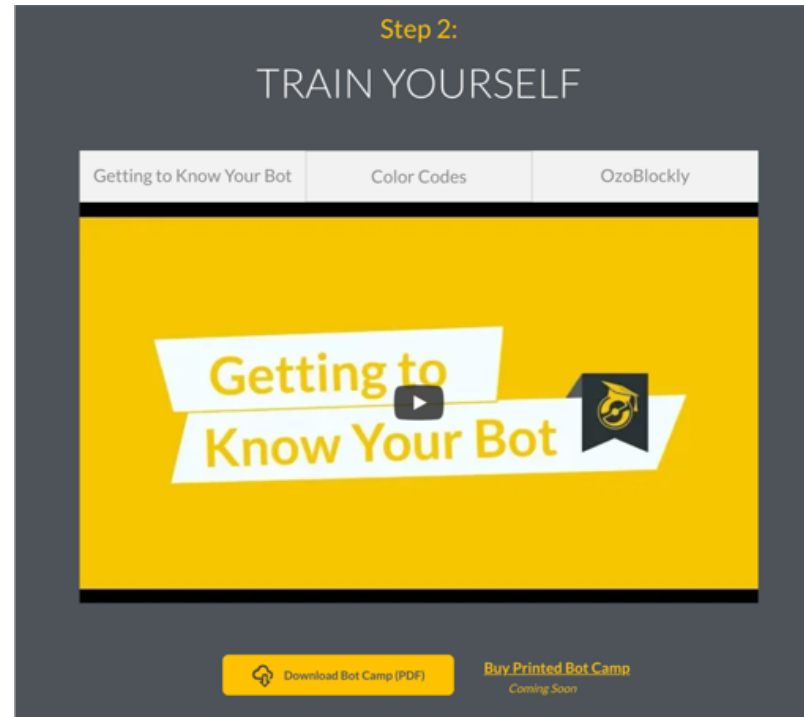 Step 2:
TRAIN YOURSELF
Getting to Know Your Bot
Color Codes
OzoBlockly
Getting to
Know Your Bot
Download Bot Camp (PDF)
Buy Printed Bot Camp
Coming Soon